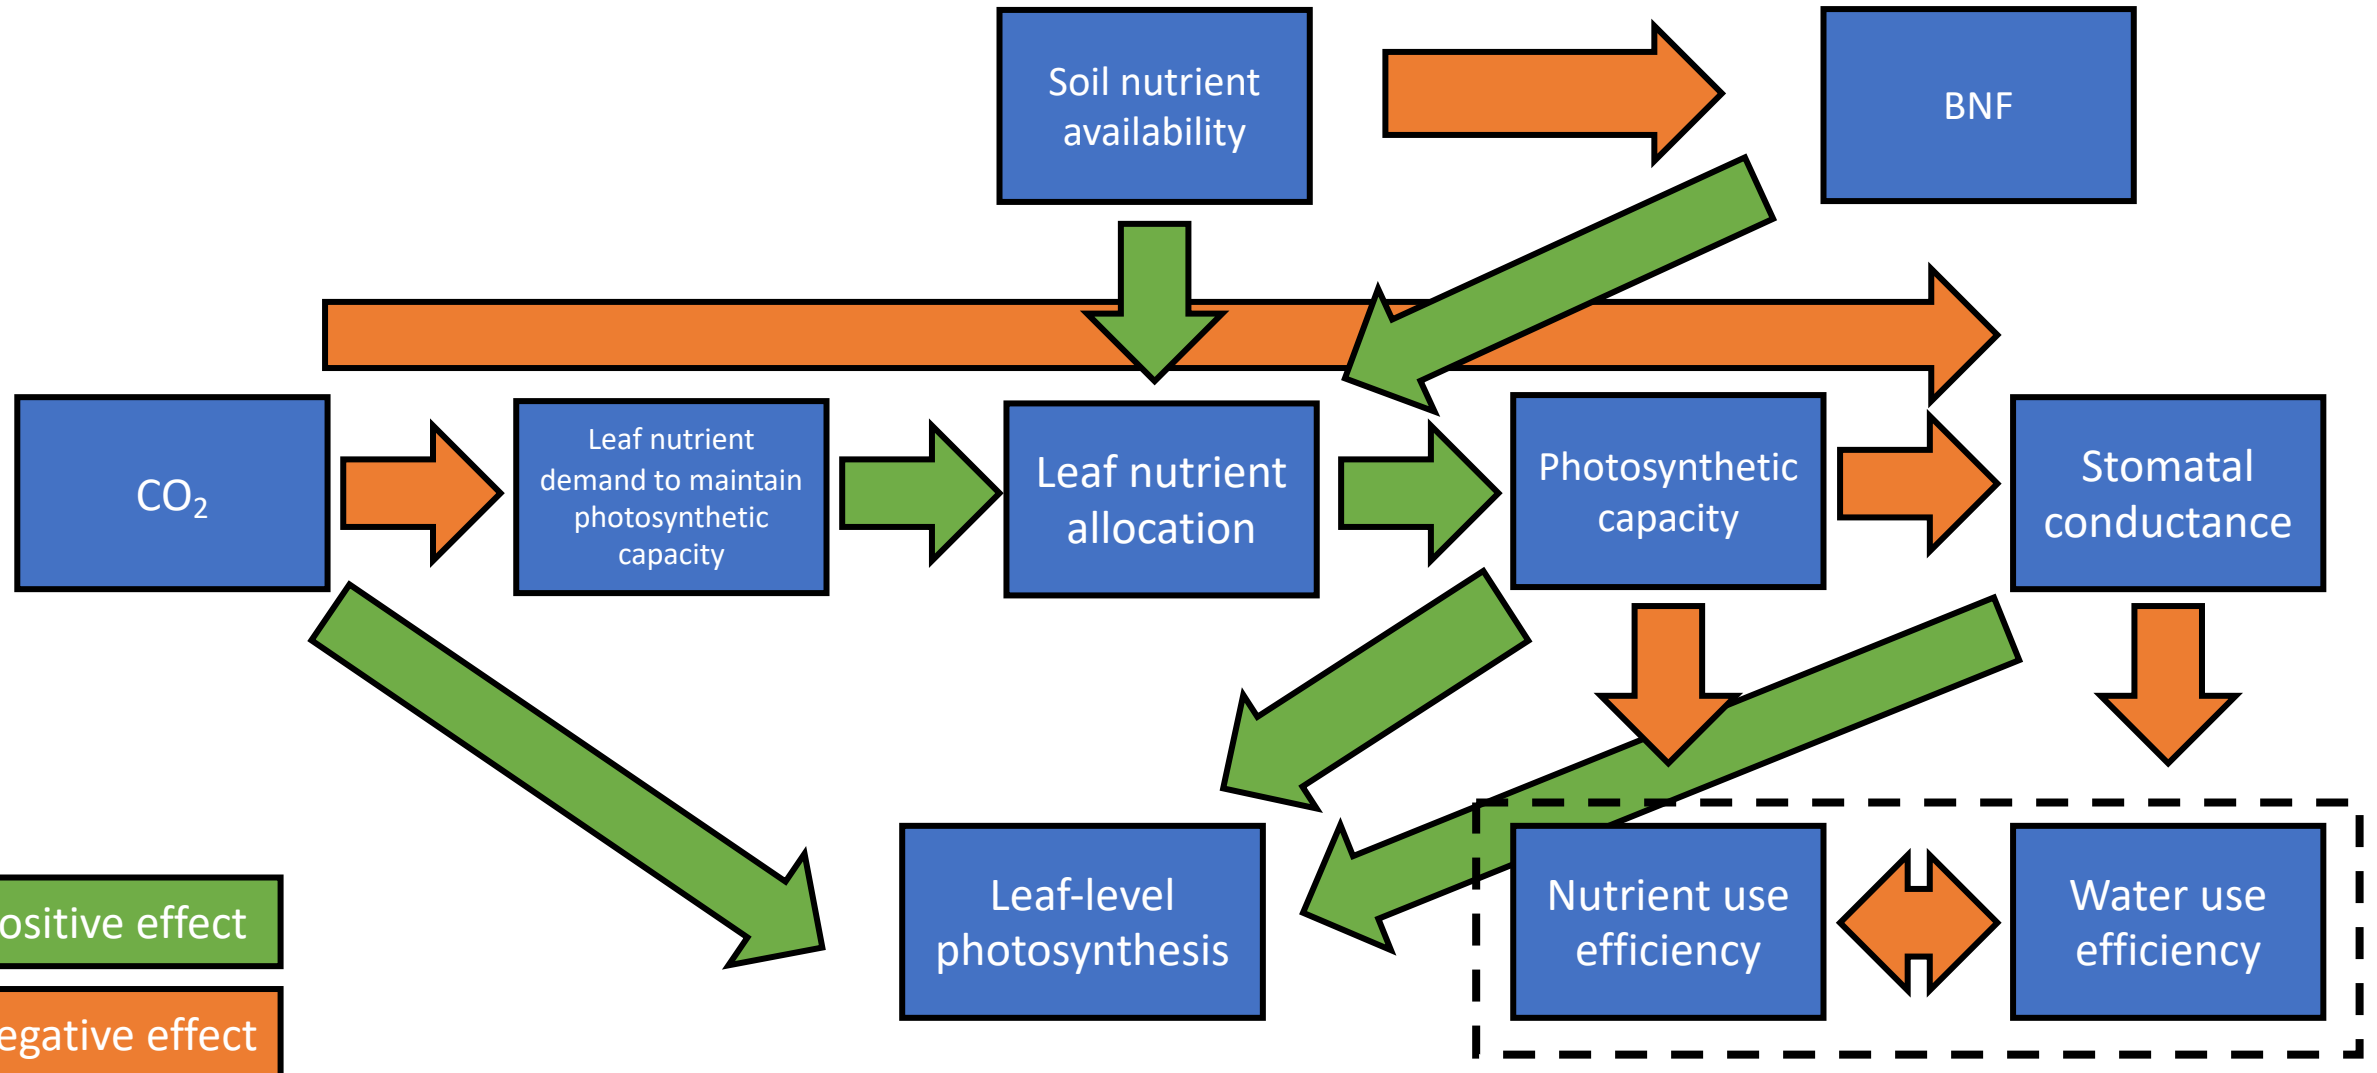 Soil nutrient
availability
BNF
CO₂
Leaf nutrient
demand to maintain
photosynthetic
capacity
Leaf nutrient
allocation
Photosynthetic
capacity
Stomatal
conductance
Leaf-level
photosynthesis
Nutrient use
efficiency
Water use
efficiency
ositive effect
egative effect